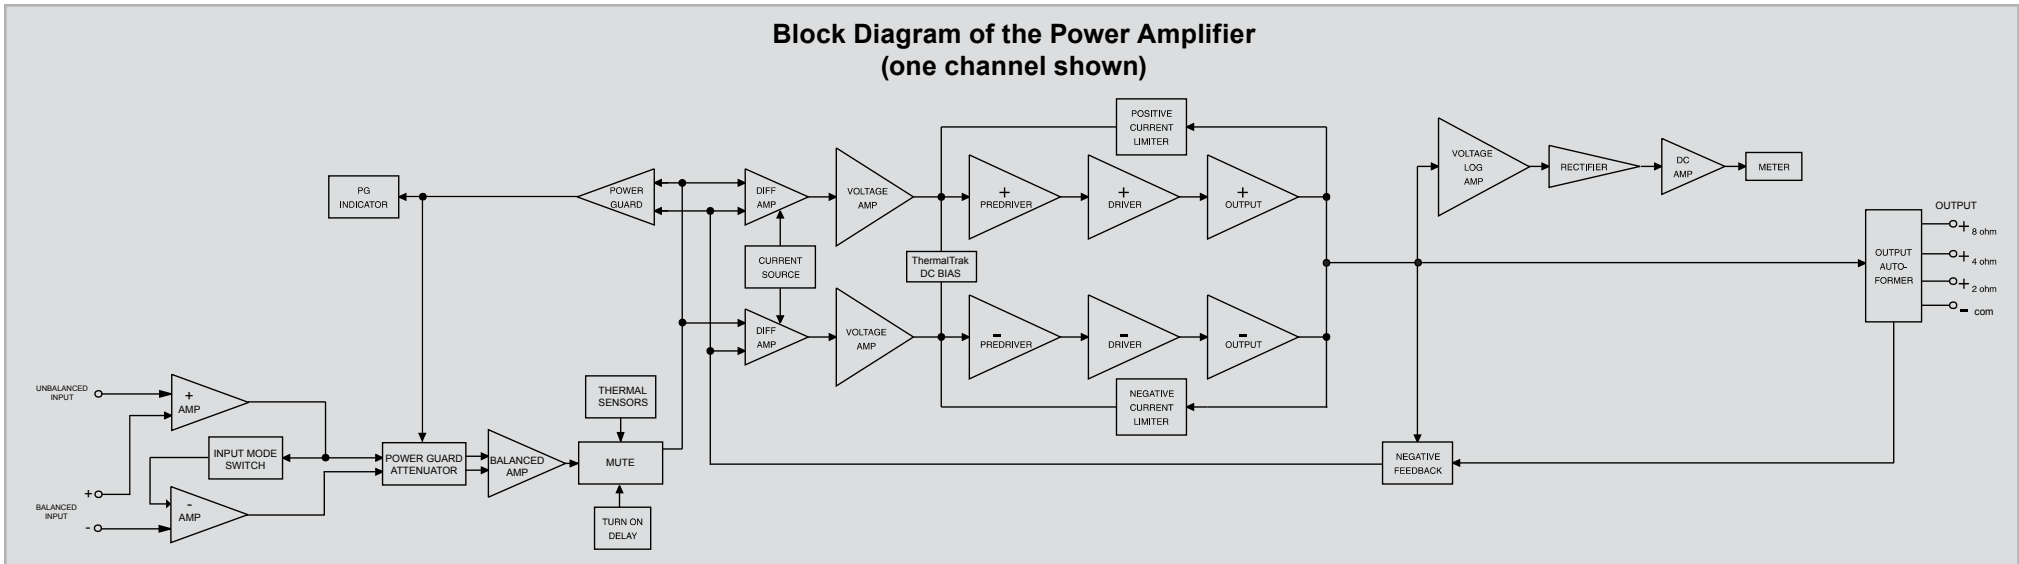 Block Diagram of the Power Amplifier
(one channel shown)
POSITIVE
CURRENT
LIMITER
PG
INDICATOR
POWER
GUARD
DIFF
AMP
VOLTAGE
AMP
+
PREDRIVER
+
DRIVER
+
OUTPUT
VOLTAGE
LOG
AMP
RECTIFIER
DC
AMP
METER
CURRENT
SOURCE
ThermalTrak
DC BIAS
OUTPUT
OUTPUT
AUTO-
FORMER
+ 8 ohm
+ 4 ohm
+ 2 ohm
- com
DIFF
AMP
VOLTAGE
AMP
-
PREDRIVER
-
DRIVER
-
OUTPUT
NEGATIVE
CURRENT
LIMITER
UNBALANCED
INPUT
+
AMP
INPUT MODE
SWITCH
+
BALANCED
INPUT
-
-
AMP
POWER GUARD
ATTENUATOR
BALANCED
AMP
THERMAL
SENSORS
MUTE
TURN ON
DELAY
NEGATIVE
FEEDBACK